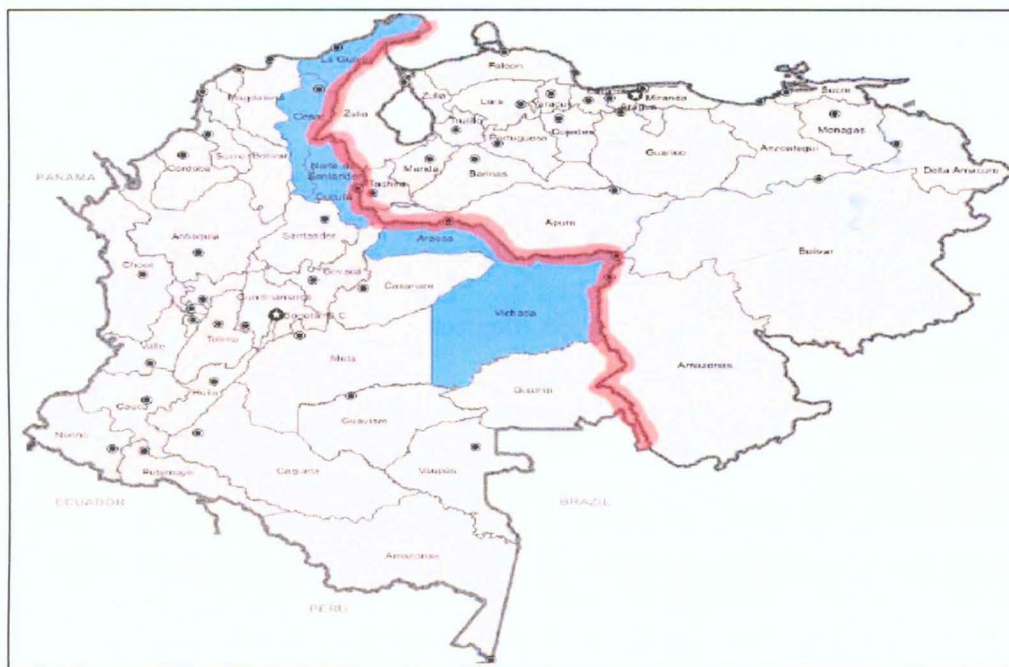 La Guajira
Falcon
Magdalena
Cesar
Zulia
Zulia
Lara
Yaracuy
Miranda
Sucre
Trujillo
Cojedes
Monagas
Portuguesa
Sucre
Bolivar
Cordoba
Norte de
Santander
Merida
Barinas
Guarico
Anzoategui
Delta Amacuro
PANAMA
Tachira
Cucuta
Santander
Apure
Arauca
Bolivar
Antioquia
Choco
Boyaca
Casanare
Cundinamarca
Bogota D.C.
Vichada
Tolima
Valle
Meta
Amazonas
Huila
Guainia
Cauca
Guaviare
Narino
Putumayo
Caqueta
Vaupes
ECUADOR
BRAZIL
Amazonas
PERU